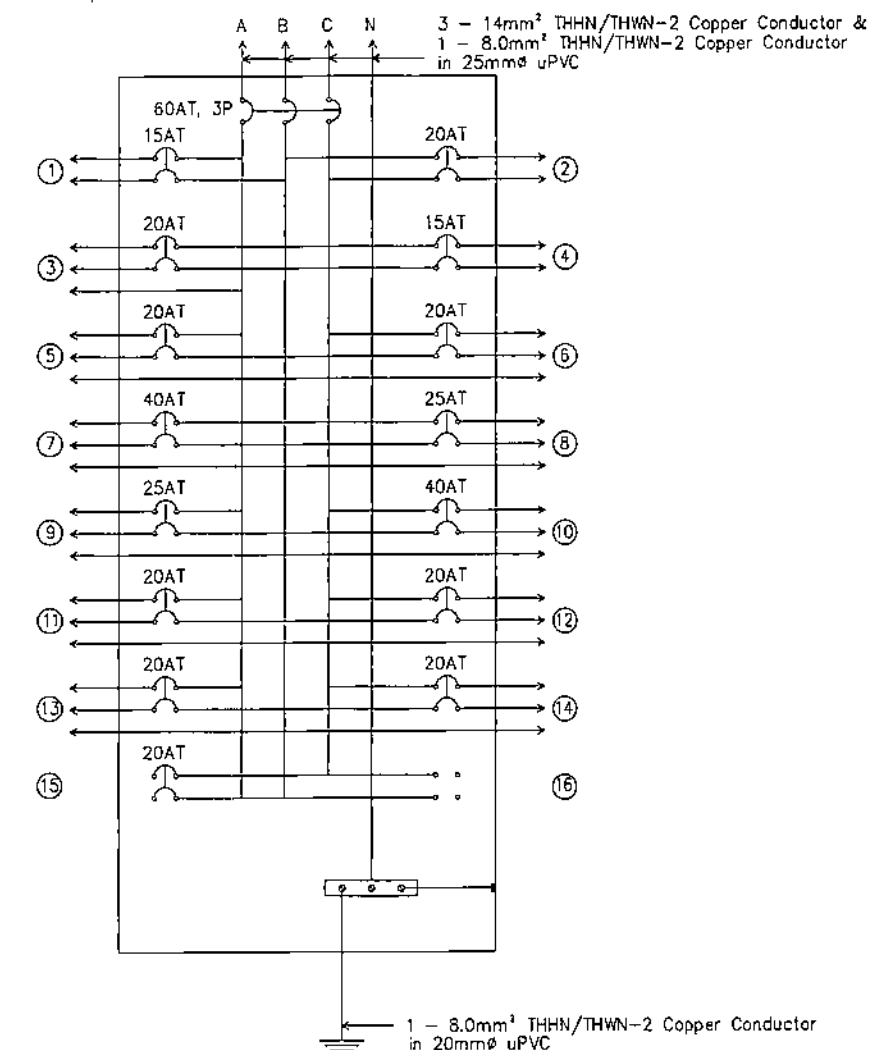 A B C N
3 - 14mm² THHN/THWN-2 Copper Conductor &
1 - 8.0mm² THHN/THWN-2 Copper Conductor
in 25mmø uPVC
60AT, 3P
15AT 20AT
1 2
20AT 15AT
3 4
20AT 20AT
5 6
40AT 25AT
7 8
25AT 40AT
9 10
20AT 20AT
11 12
20AT 20AT
13 14
20AT
15 16
1 - 8.0mm² THHN/THWN-2 Copper Conductor
in 20mmø uPVC